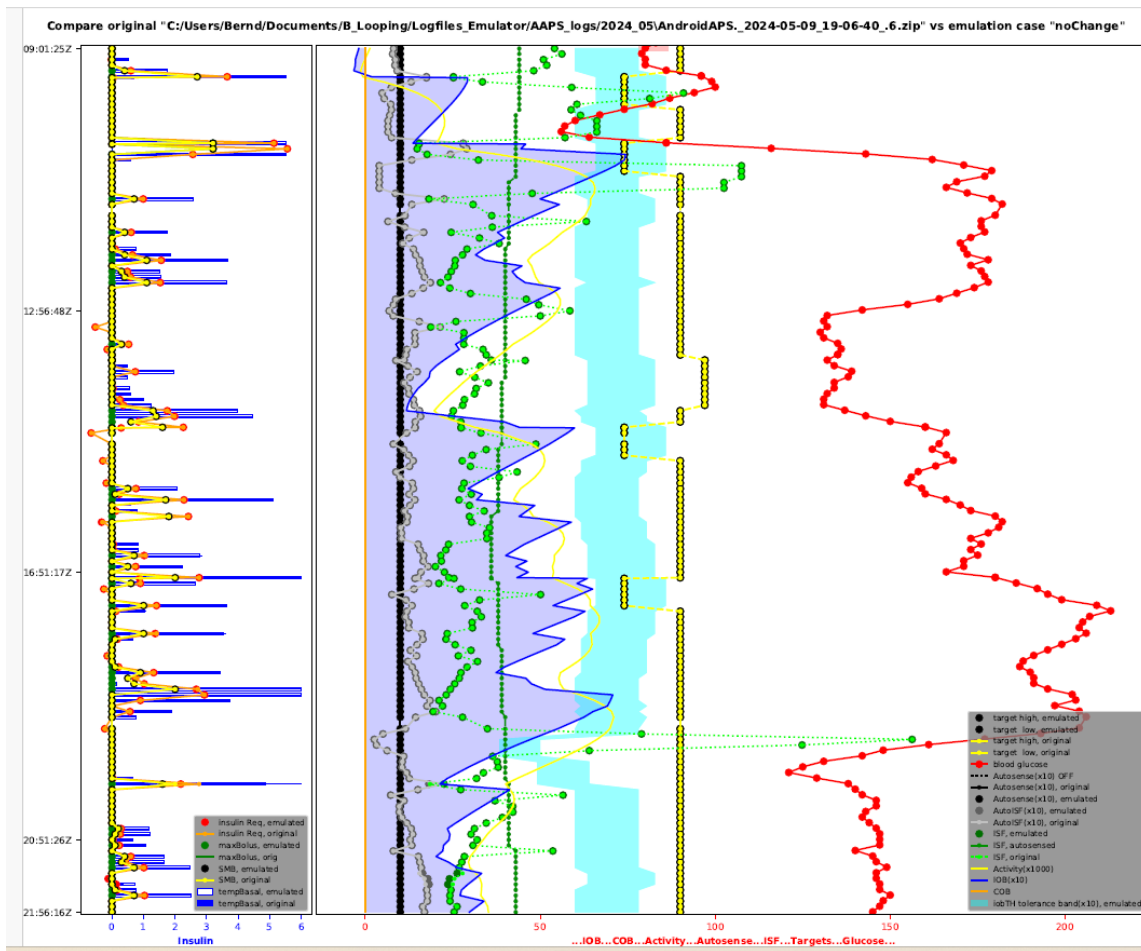 Compare original "C:/Users/Bernd/Documents/B_Looping/Logfiles_Emulator/AAPS_logs/2024_05\AndroidAPS._2024-05-09_19-06-40_.6.zip" vs emulation case "noChange"
09:01:25Z
12:56:48Z
16:51:17Z
20:51:26Z
21:56:16Z
insulin Req, emulated
insulin Req, original
maxBolus, emulated
maxBolus, orig
SMB, emulated
SMB, original
tempBasal, emulated
tempBasal, original
target high, emulated
target low, emulated
target high, original
target low, original
blood glucose
Autosense(x10) OFF
Autosense(x10), original
Autosense(x10), emulated
AutoISF(x10), emulated
AutoISF(x10), original
ISF, emulated
ISF, autosensed
ISF, original
Activity(x1000)
IOB(x10)
COB
iobTH tolerance band(x10), emulated
0 1 2 3 4 5 6
Insulin
0 50 100 150 200
...IOB...COB...Activity...Autosense...ISF...Targets...Glucose...